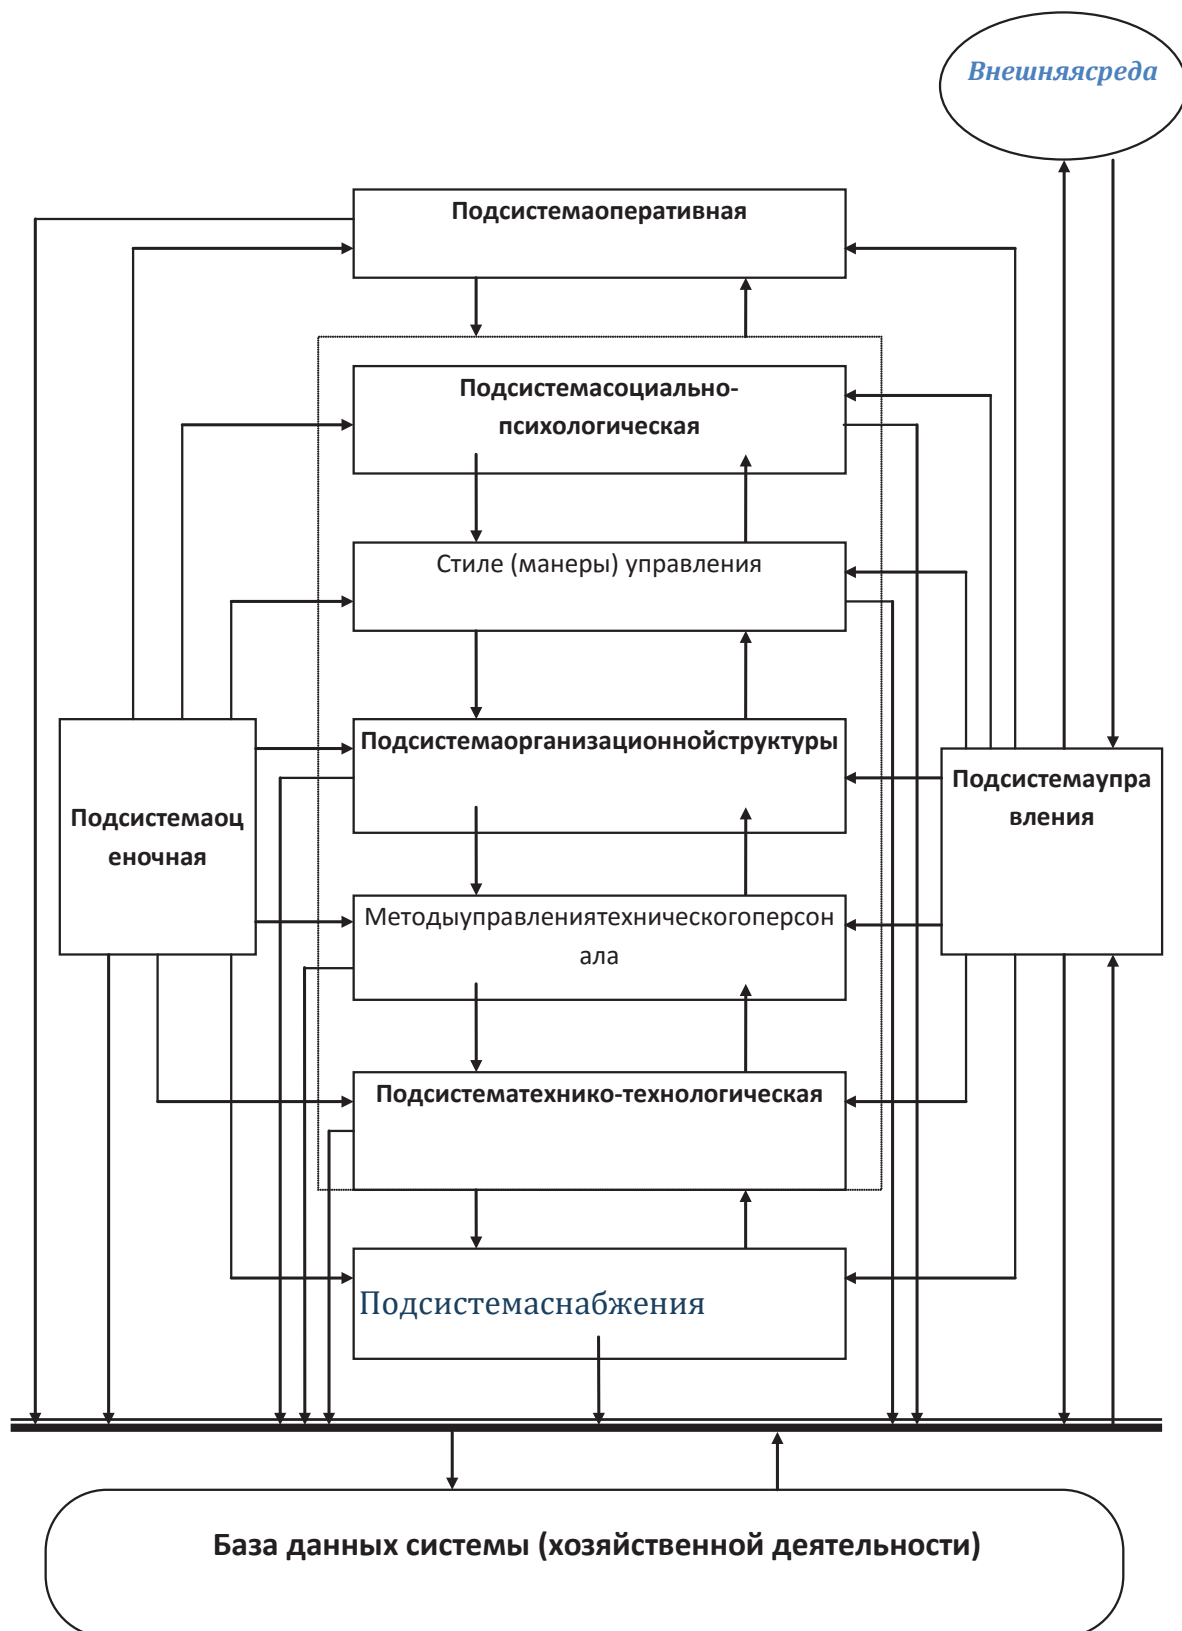 Внешняясреда
Подсистемаоперативная
Подсистемасоциально-
психологическая
Стиле (манеры) управления
Подсистемаорганизационнойструктуры
Подсистемаупра
вления
Подсистемаоц
еночная
Методыуправлениятехническогоперсон
ала
Подсистематехнико-технологическая
Подсистемаснабжения
База данных системы (хозяйственной деятельности)